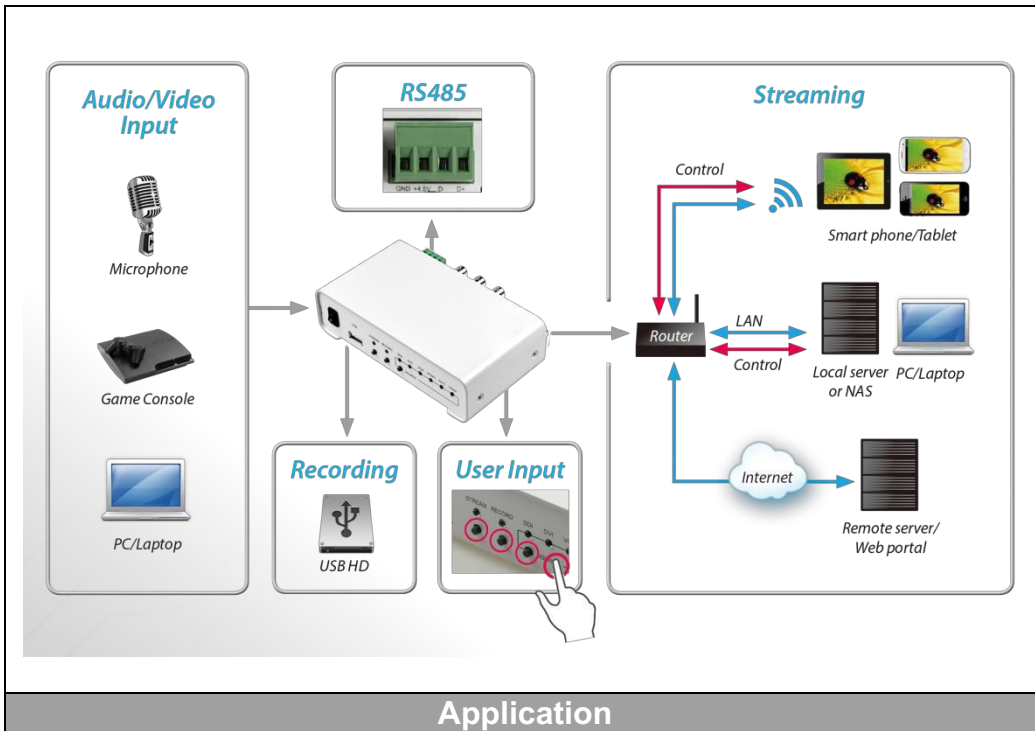 Audio/Video
Input
Microphone
Game Console
PC/Laptop
RS485
GND +4.5V D- D+
Recording
USB HD
User Input
STREAM RECORD SDI DVI
Streaming
Control
Smart phone/Tablet
Router
LAN
Control
Local server
or NAS
PC/Laptop
Internet
Remote server/
Web portal
Application